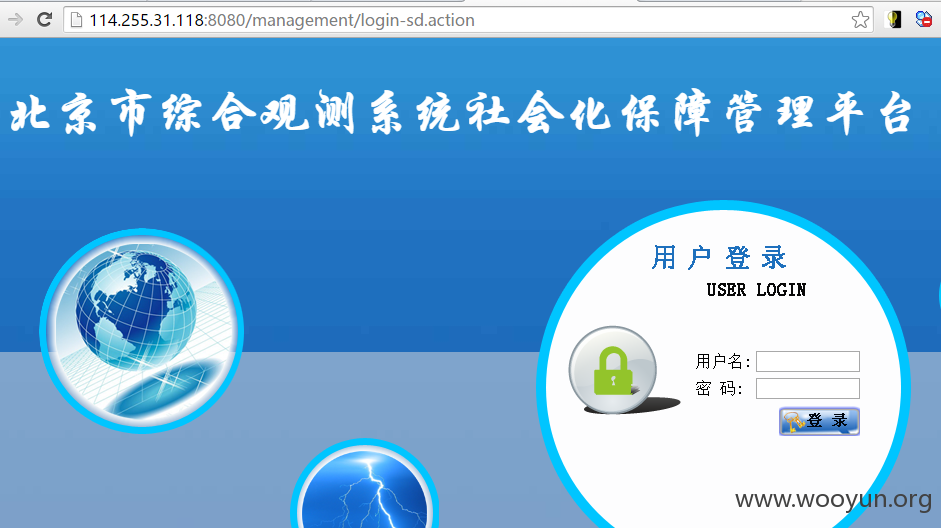 114.255.31.118:8080/management/login-sd.action
北京市综合观测系统社会化保障管理平台
用户登录
USER LOGIN
用户名:
密 码:
登 录
www.wooyun.org